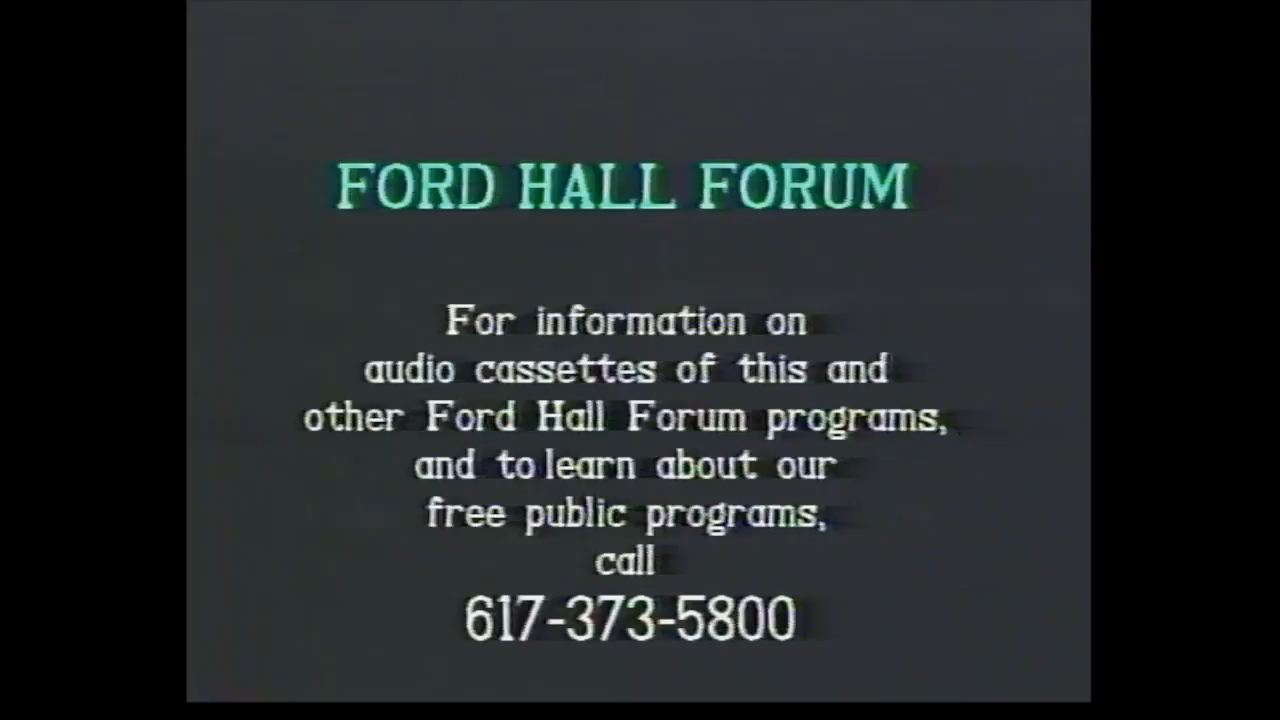 FORD HALL FORUM
For information on
audio cassettes of this and
other Ford Hall Forum programs,
and to learn about our
free public programs,
call
617-373-5800